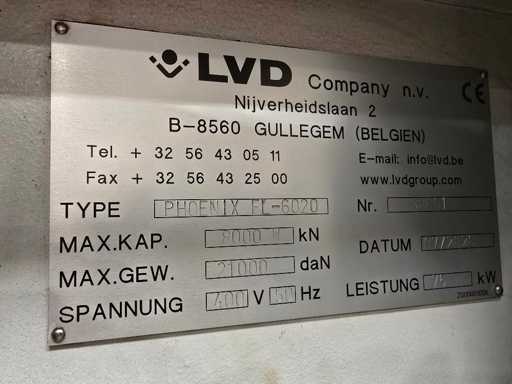 LVD Company n.v. CE
Nijverheidslaan 2
B-8560 GULLEGEM (BELGIEN)
Tel. + 32 56 43 05 11 E-mail: info@lvd.be
Fax + 32 56 43 25 00 www.lvdgroup.com
TYPE PHOENIX FL-6020 Nr.
MAX.KAP. kN DATUM
MAX.GEW. 21000 daN
SPANNUNG 400 V 50 Hz LEISTUNG kW